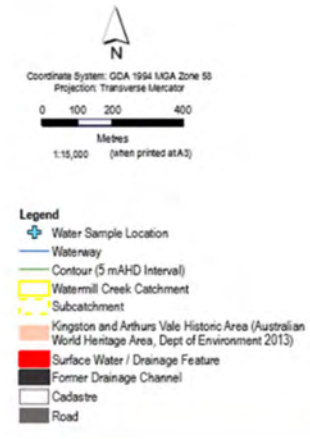 N
Coordinate System: GDA 1994 MGA Zone 58
Projection: Transverse Mercator
0 100 200 400
Metres
1:15,000 (when printed at A3)
Legend
Water Sample Location
Waterway
Contour (5 mAHD Interval)
Watermill Creek Catchment
Subcatchment
Kingston and Arthurs Vale Historic Area (Australian
World Heritage Area, Dept of Environment 2013)
Surface Water / Drainage Feature
Former Drainage Channel
Cadastre
Road